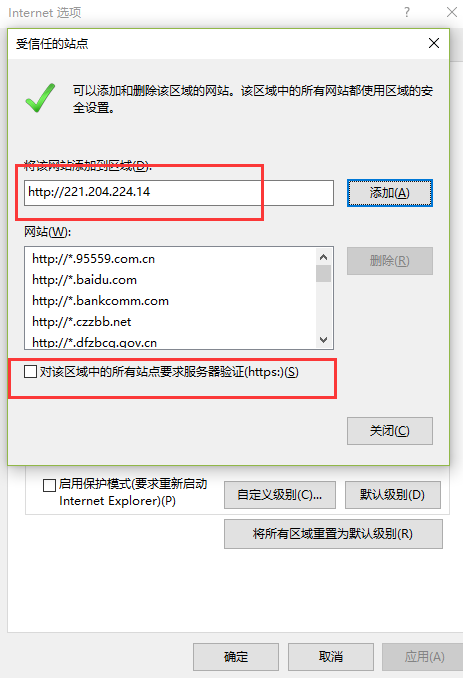 Internet 选项
受信任的站点
可以添加和删除该区域的网站。该区域中的所有网站都使用区域的安
全设置。
将该网站添加到区域(D):
http://221.204.224.14
添加(A)
网站(W):
http://*.95559.com.cn
http://*.baidu.com
http://*.bankcomm.com
http://*.czzbb.net
http://*.dfzbcg.gov.cn
删除(R)
对该区域中的所有站点要求服务器验证(https:)(S)
关闭(C)
启用保护模式(要求重新启动
Internet Explorer)(P)
自定义级别(C)...
默认级别(D)
将所有区域重置为默认级别(R)
确定
取消
应用(A)